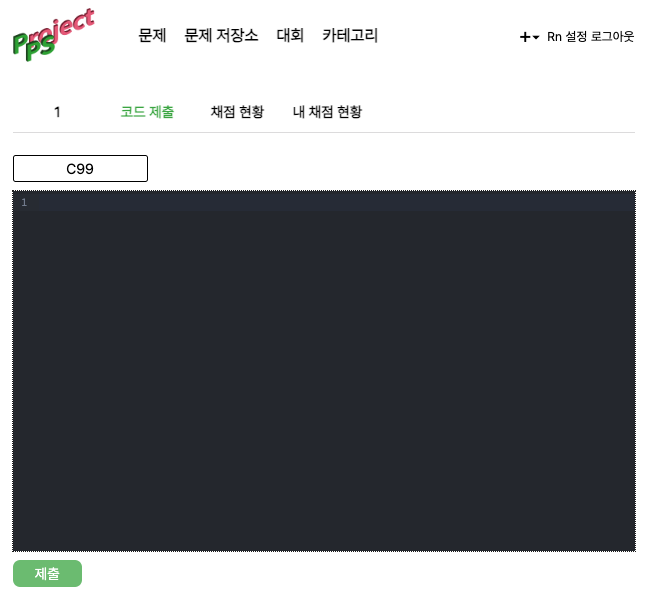 Project
PPS
문제 문제 저장소 대회 카테고리
Rn 설정 로그아웃
1 코드 제출 채점 현황 내 채점 현황
C99
1
제출